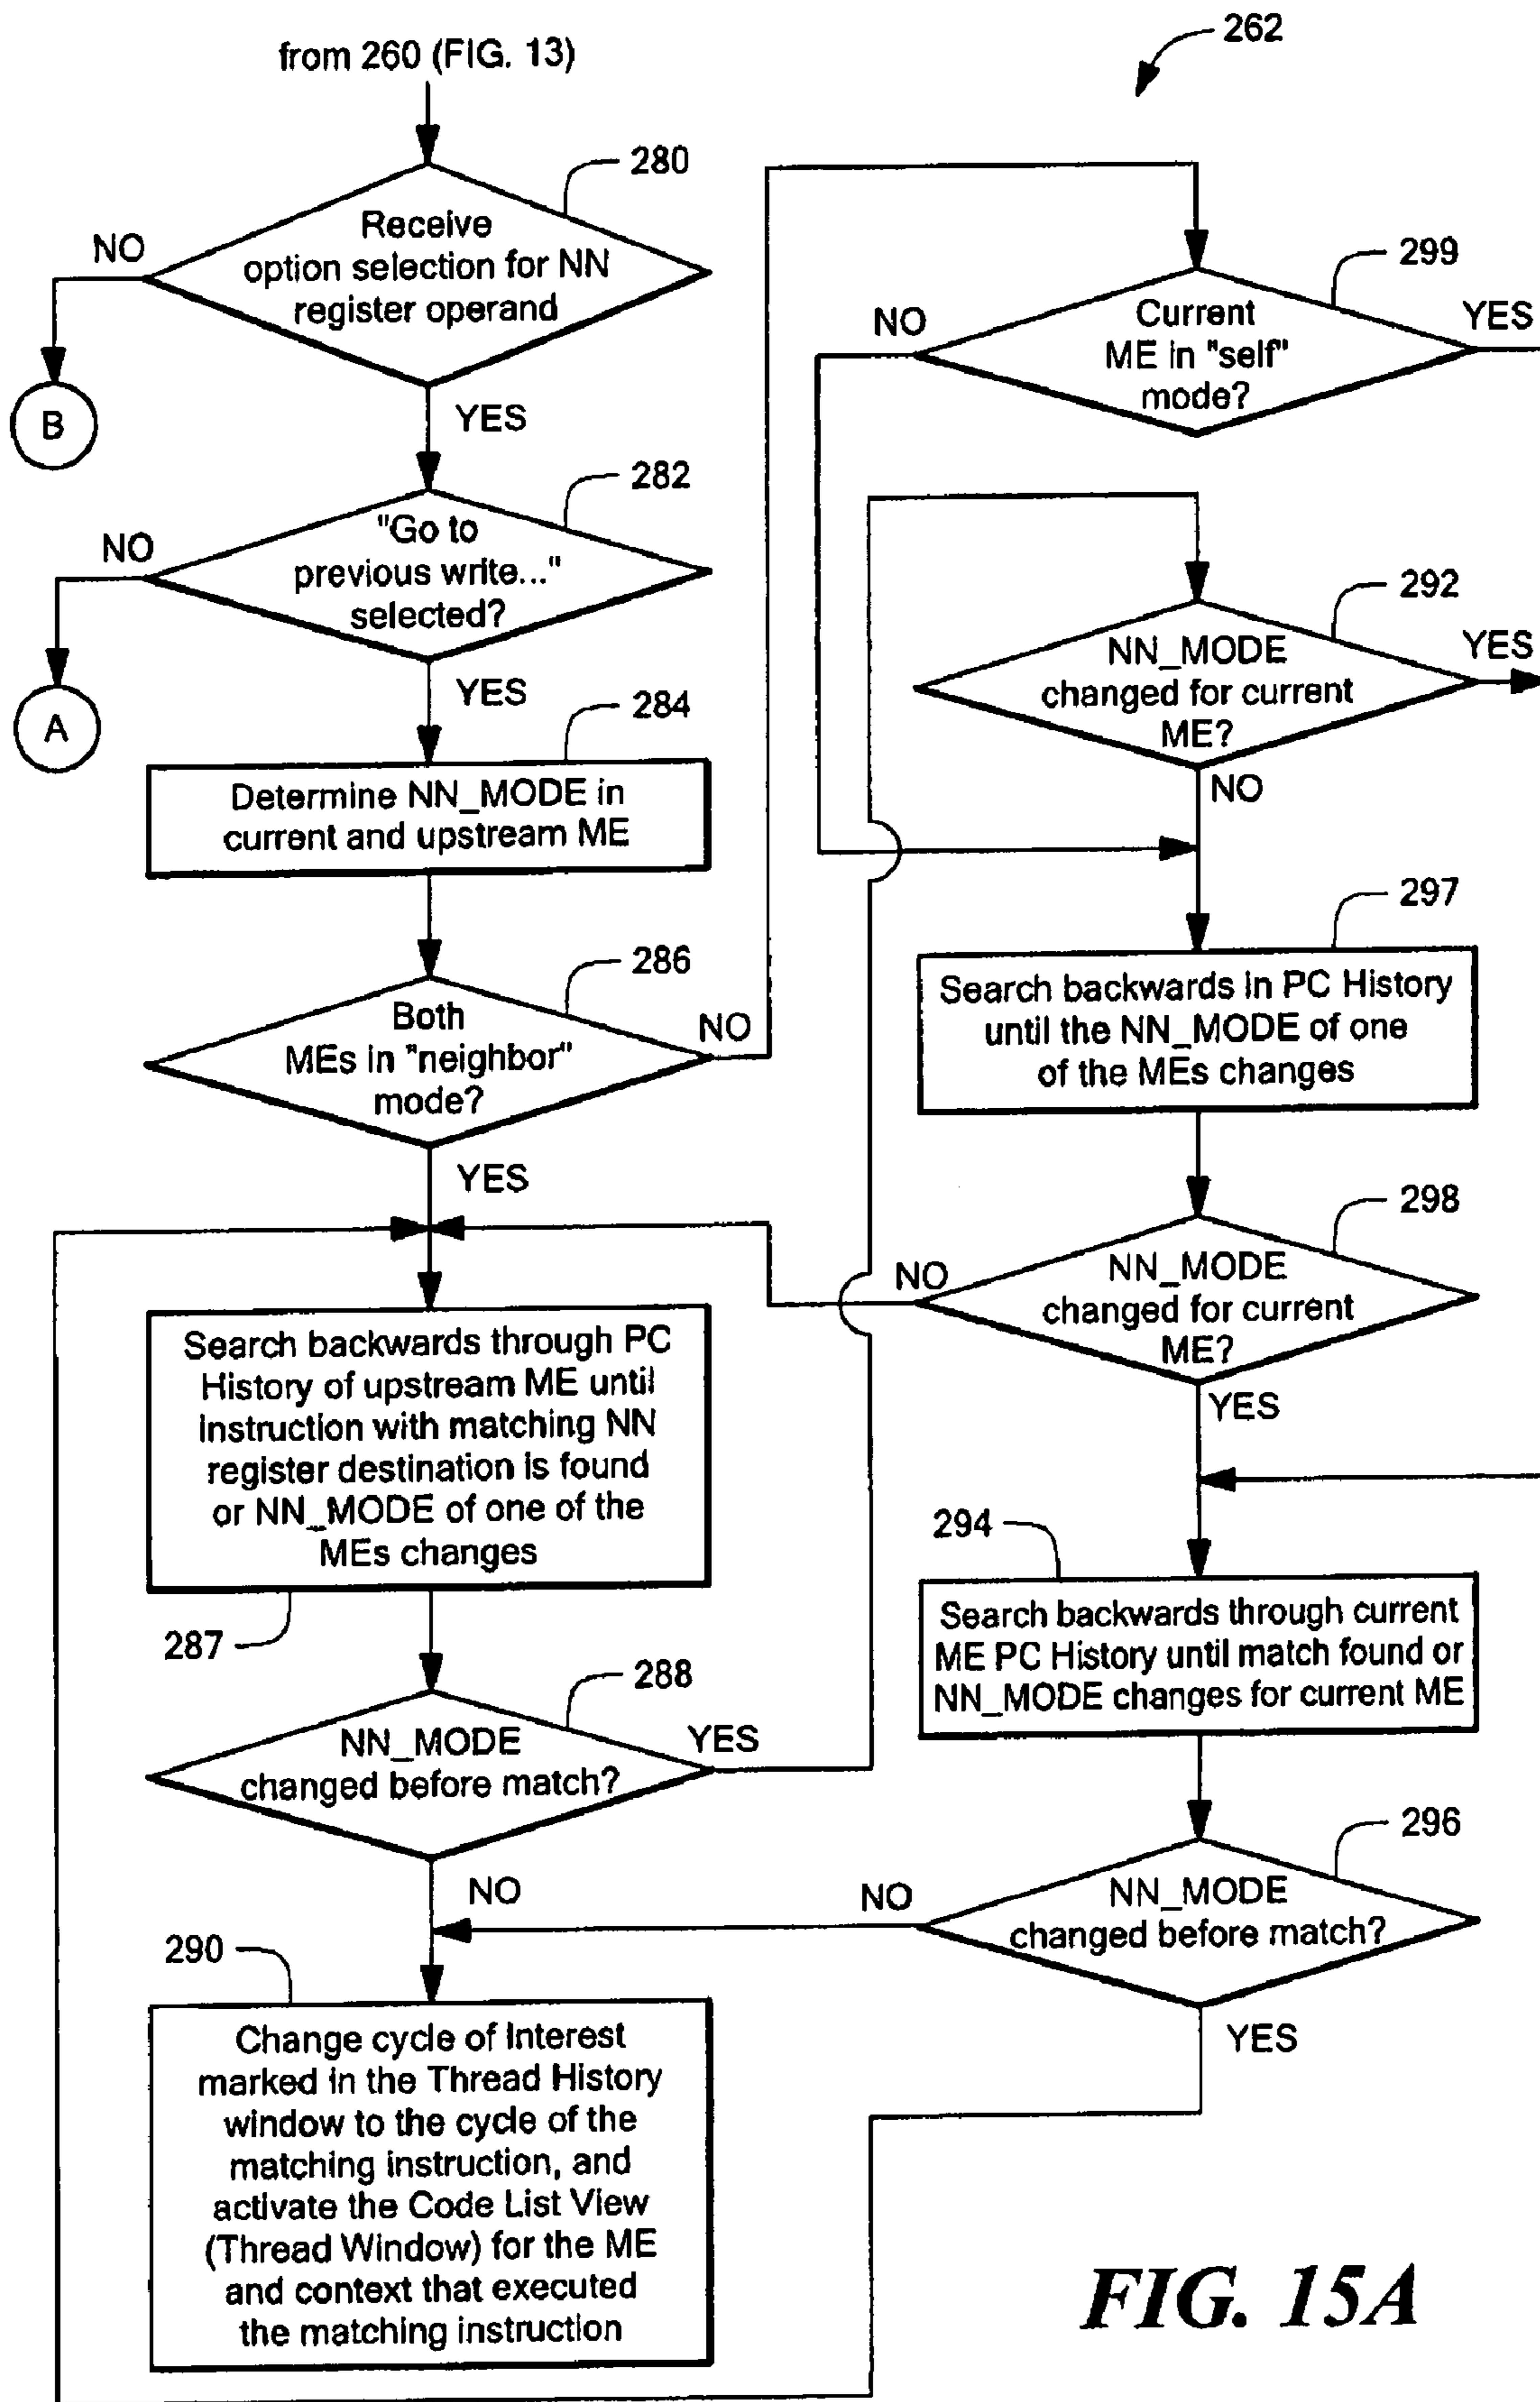 from 260 (FIG. 13)
262
280
Receive
option selection for NN
register operand
NO
B
YES
282
"Go to
previous write..."
selected?
NO
A
YES
284
Determine NN_MODE in
current and upstream ME
286
Both
MEs in "neighbor"
mode?
NO
YES
Search backwards through PC
History of upstream ME until
instruction with matching NN
register destination is found
or NN_MODE of one of the
MEs changes
287
288
NN_MODE
changed before match?
YES
NO
290
Change cycle of interest
marked in the Thread History
window to the cycle of the
matching instruction, and
activate the Code List View
(Thread Window) for the ME
and context that executed
the matching instruction
299
Current
ME in "self"
mode?
NO
YES
292
NN_MODE
changed for current
ME?
YES
NO
297
Search backwards in PC History
until the NN_MODE of one
of the MEs changes
298
NN_MODE
changed for current
ME?
NO
YES
294
Search backwards through current
ME PC History until match found or
NN_MODE changes for current ME
296
NN_MODE
changed before match?
NO
YES
FIG. 15A